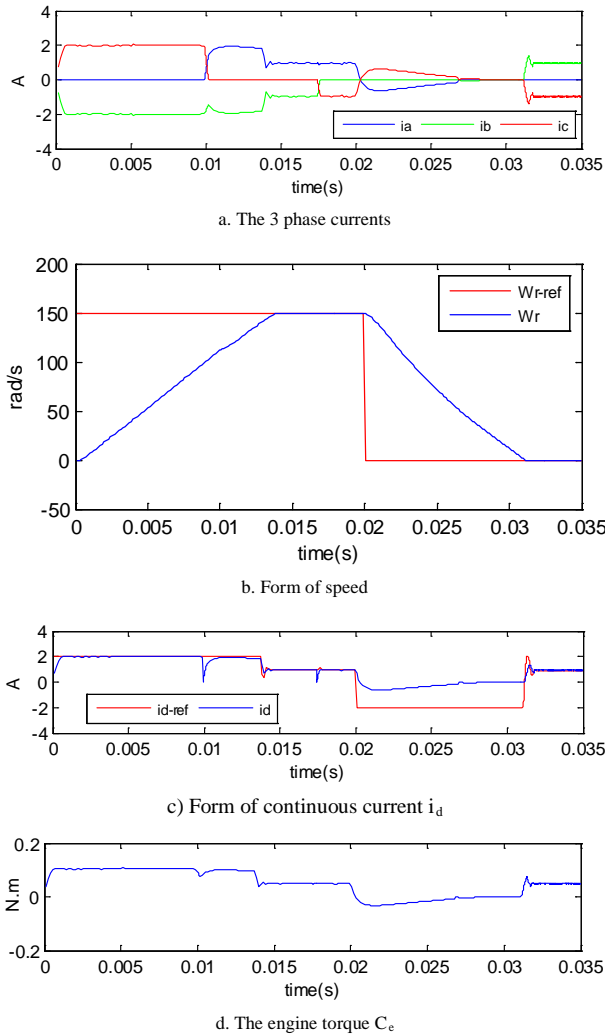 4
2
0
-2
-4
A
ia ib ic
0 0.005 0.01 0.015 0.02 0.025 0.03 0.035
time(s)
a. The 3 phase currents
200
150
100
50
0
-50
rad/s
Wr-ref
Wr
0 0.005 0.01 0.015 0.02 0.025 0.03 0.035
time(s)
b. Form of speed
4
2
0
-2
-4
A
id-ref id
0 0.005 0.01 0.015 0.02 0.025 0.03 0.035
time(s)
c) Form of continuous current i_d
0.2
0
-0.2
N.m
0 0.005 0.01 0.015 0.02 0.025 0.03 0.035
time(s)
d. The engine torque C_e